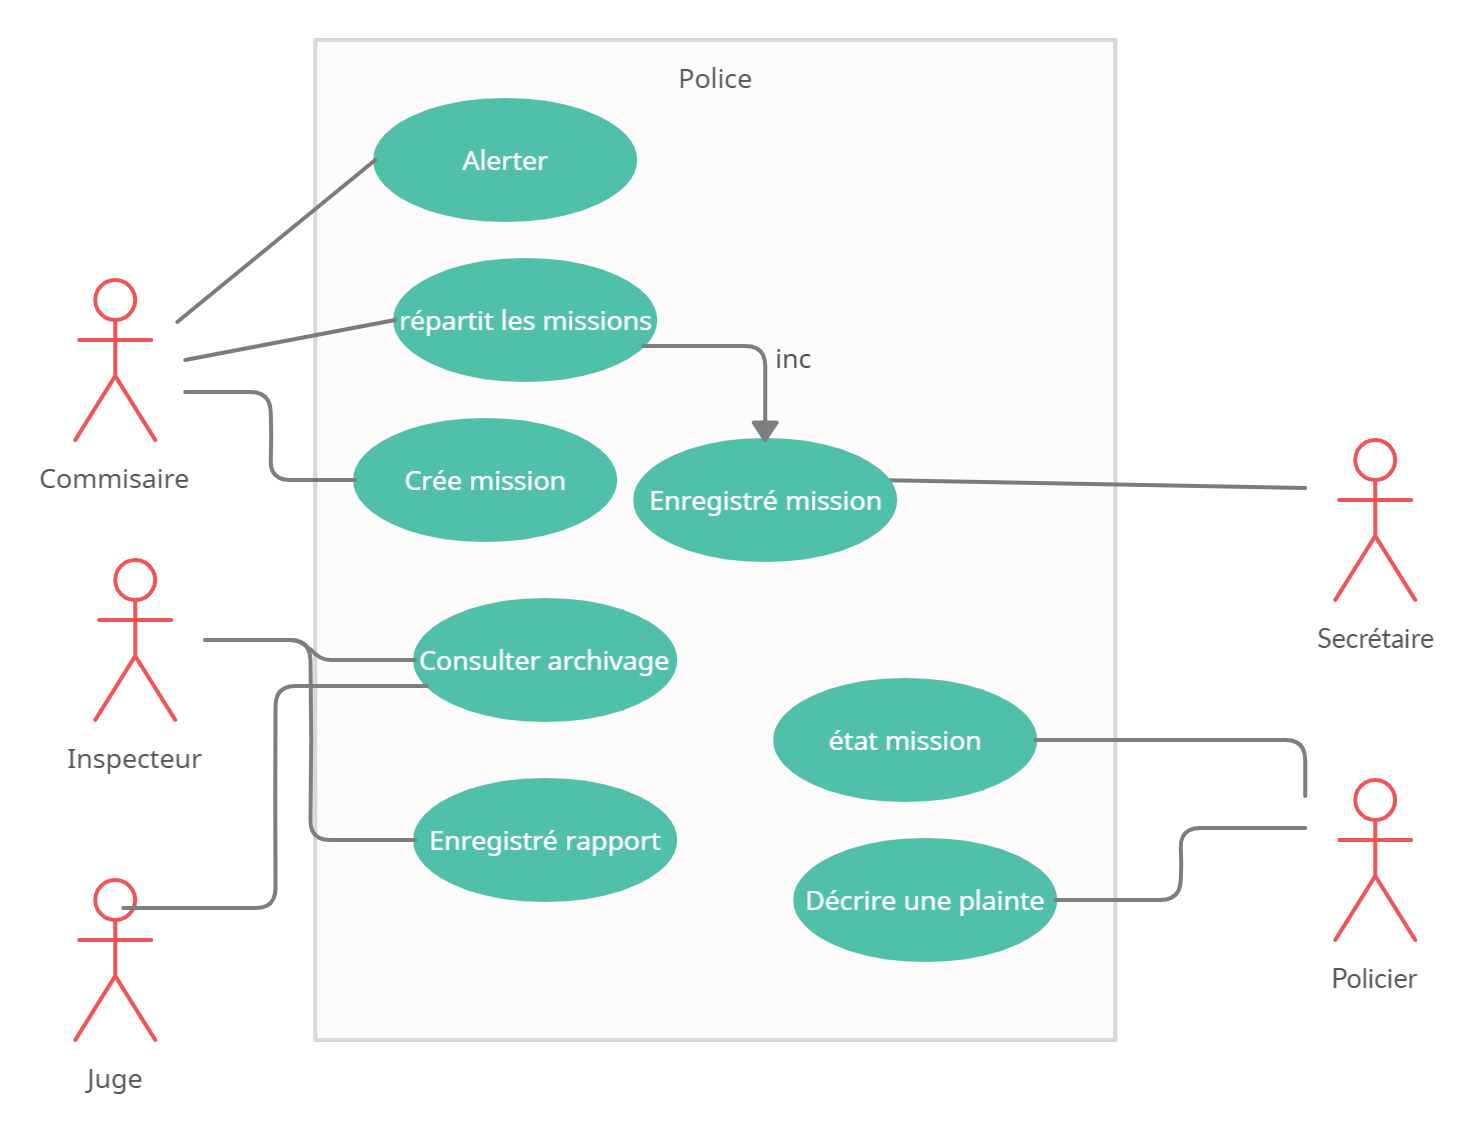 Police
Alerter
répartit les missions
inc
Commisaire
Crée mission
Enregistré mission
Secrétaire
Consulter archivage
Inspecteur
état mission
Enregistré rapport
Décrire une plainte
Policier
Juge